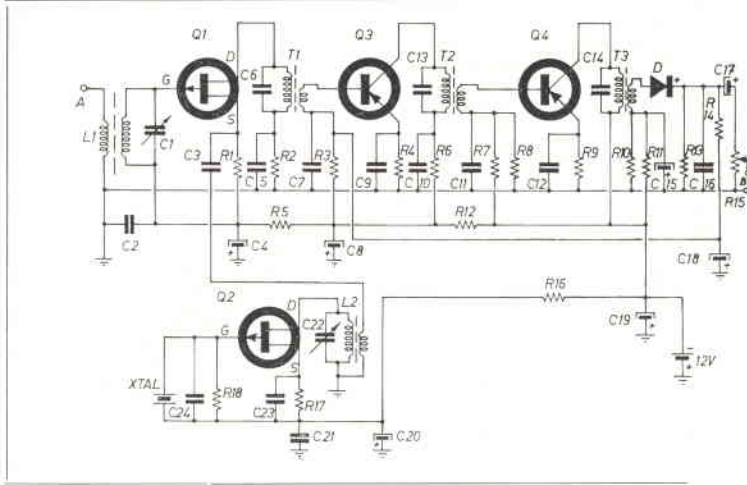 Q1 Q3 Q4
D T1 C13 T2 C14 T3 D C17
G C6
A R 14
L1 C1 S
C3 R1 C5 R2 C7 R3 C9 R4 C10 R6 C11 R7 R8 C12 R9 R10 R11 C15 R13 C16 B
R15
R5 R12
C2 C4 C8 C18
Q2 R16
D L2
G C22 C19
S
XTAL R18 12V
C24 C23 R17
C21 C20